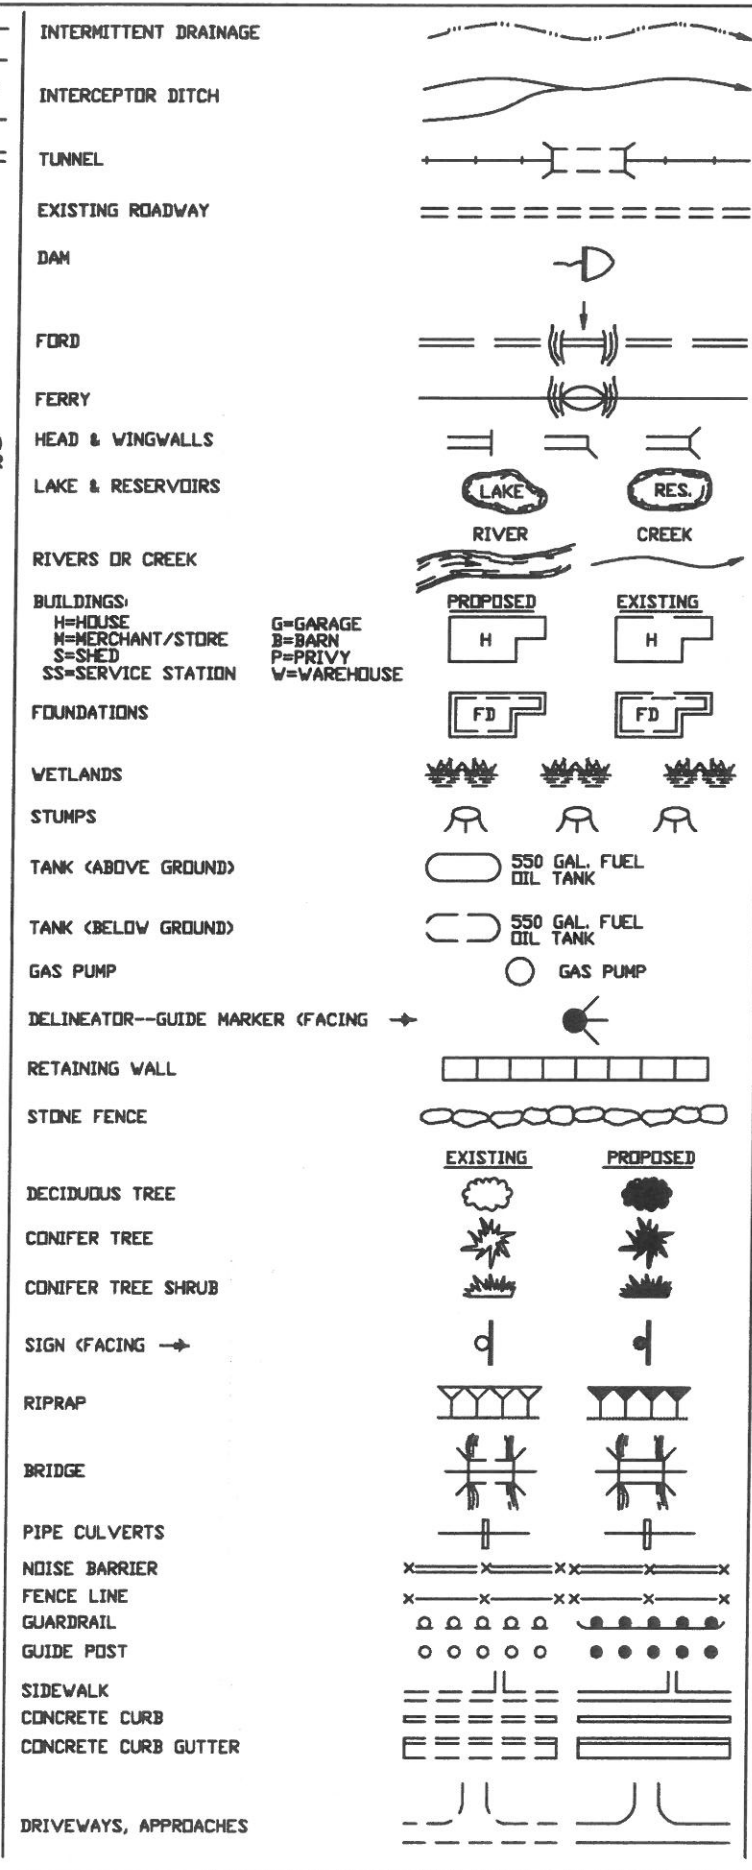 INTERMITTENT DRAINAGE
INTERCEPTOR DITCH
TUNNEL
EXISTING ROADWAY
DAM
FORD
FERRY
HEAD & WINGWALLS
LAKE & RESERVOIRS
LAKE RES.
RIVER CREEK
RIVERS OR CREEK
BUILDINGS: PROPOSED EXISTING
H=HOUSE G=GARAGE
M=MERCHANT/STORE B=BARN H H
S=SHED P=PRIVY
SS=SERVICE STATION W=WAREHOUSE
FOUNDATIONS FD FD
WETLANDS
STUMPS
TANK (ABOVE GROUND) 550 GAL. FUEL
OIL TANK
TANK (BELOW GROUND) 550 GAL. FUEL
OIL TANK
GAS PUMP GAS PUMP
DELINEATOR--GUIDE MARKER (FACING
RETAINING WALL
STONE FENCE
EXISTING PROPOSED
DECIDUOUS TREE
CONIFER TREE
CONIFER TREE SHRUB
SIGN (FACING
RIPRAP
BRIDGE
PIPE CULVERTS
NOISE BARRIER
FENCE LINE
GUARDRAIL
GUIDE POST
SIDEWALK
CONCRETE CURB
CONCRETE CURB GUTTER
DRIVEWAYS, APPROACHES